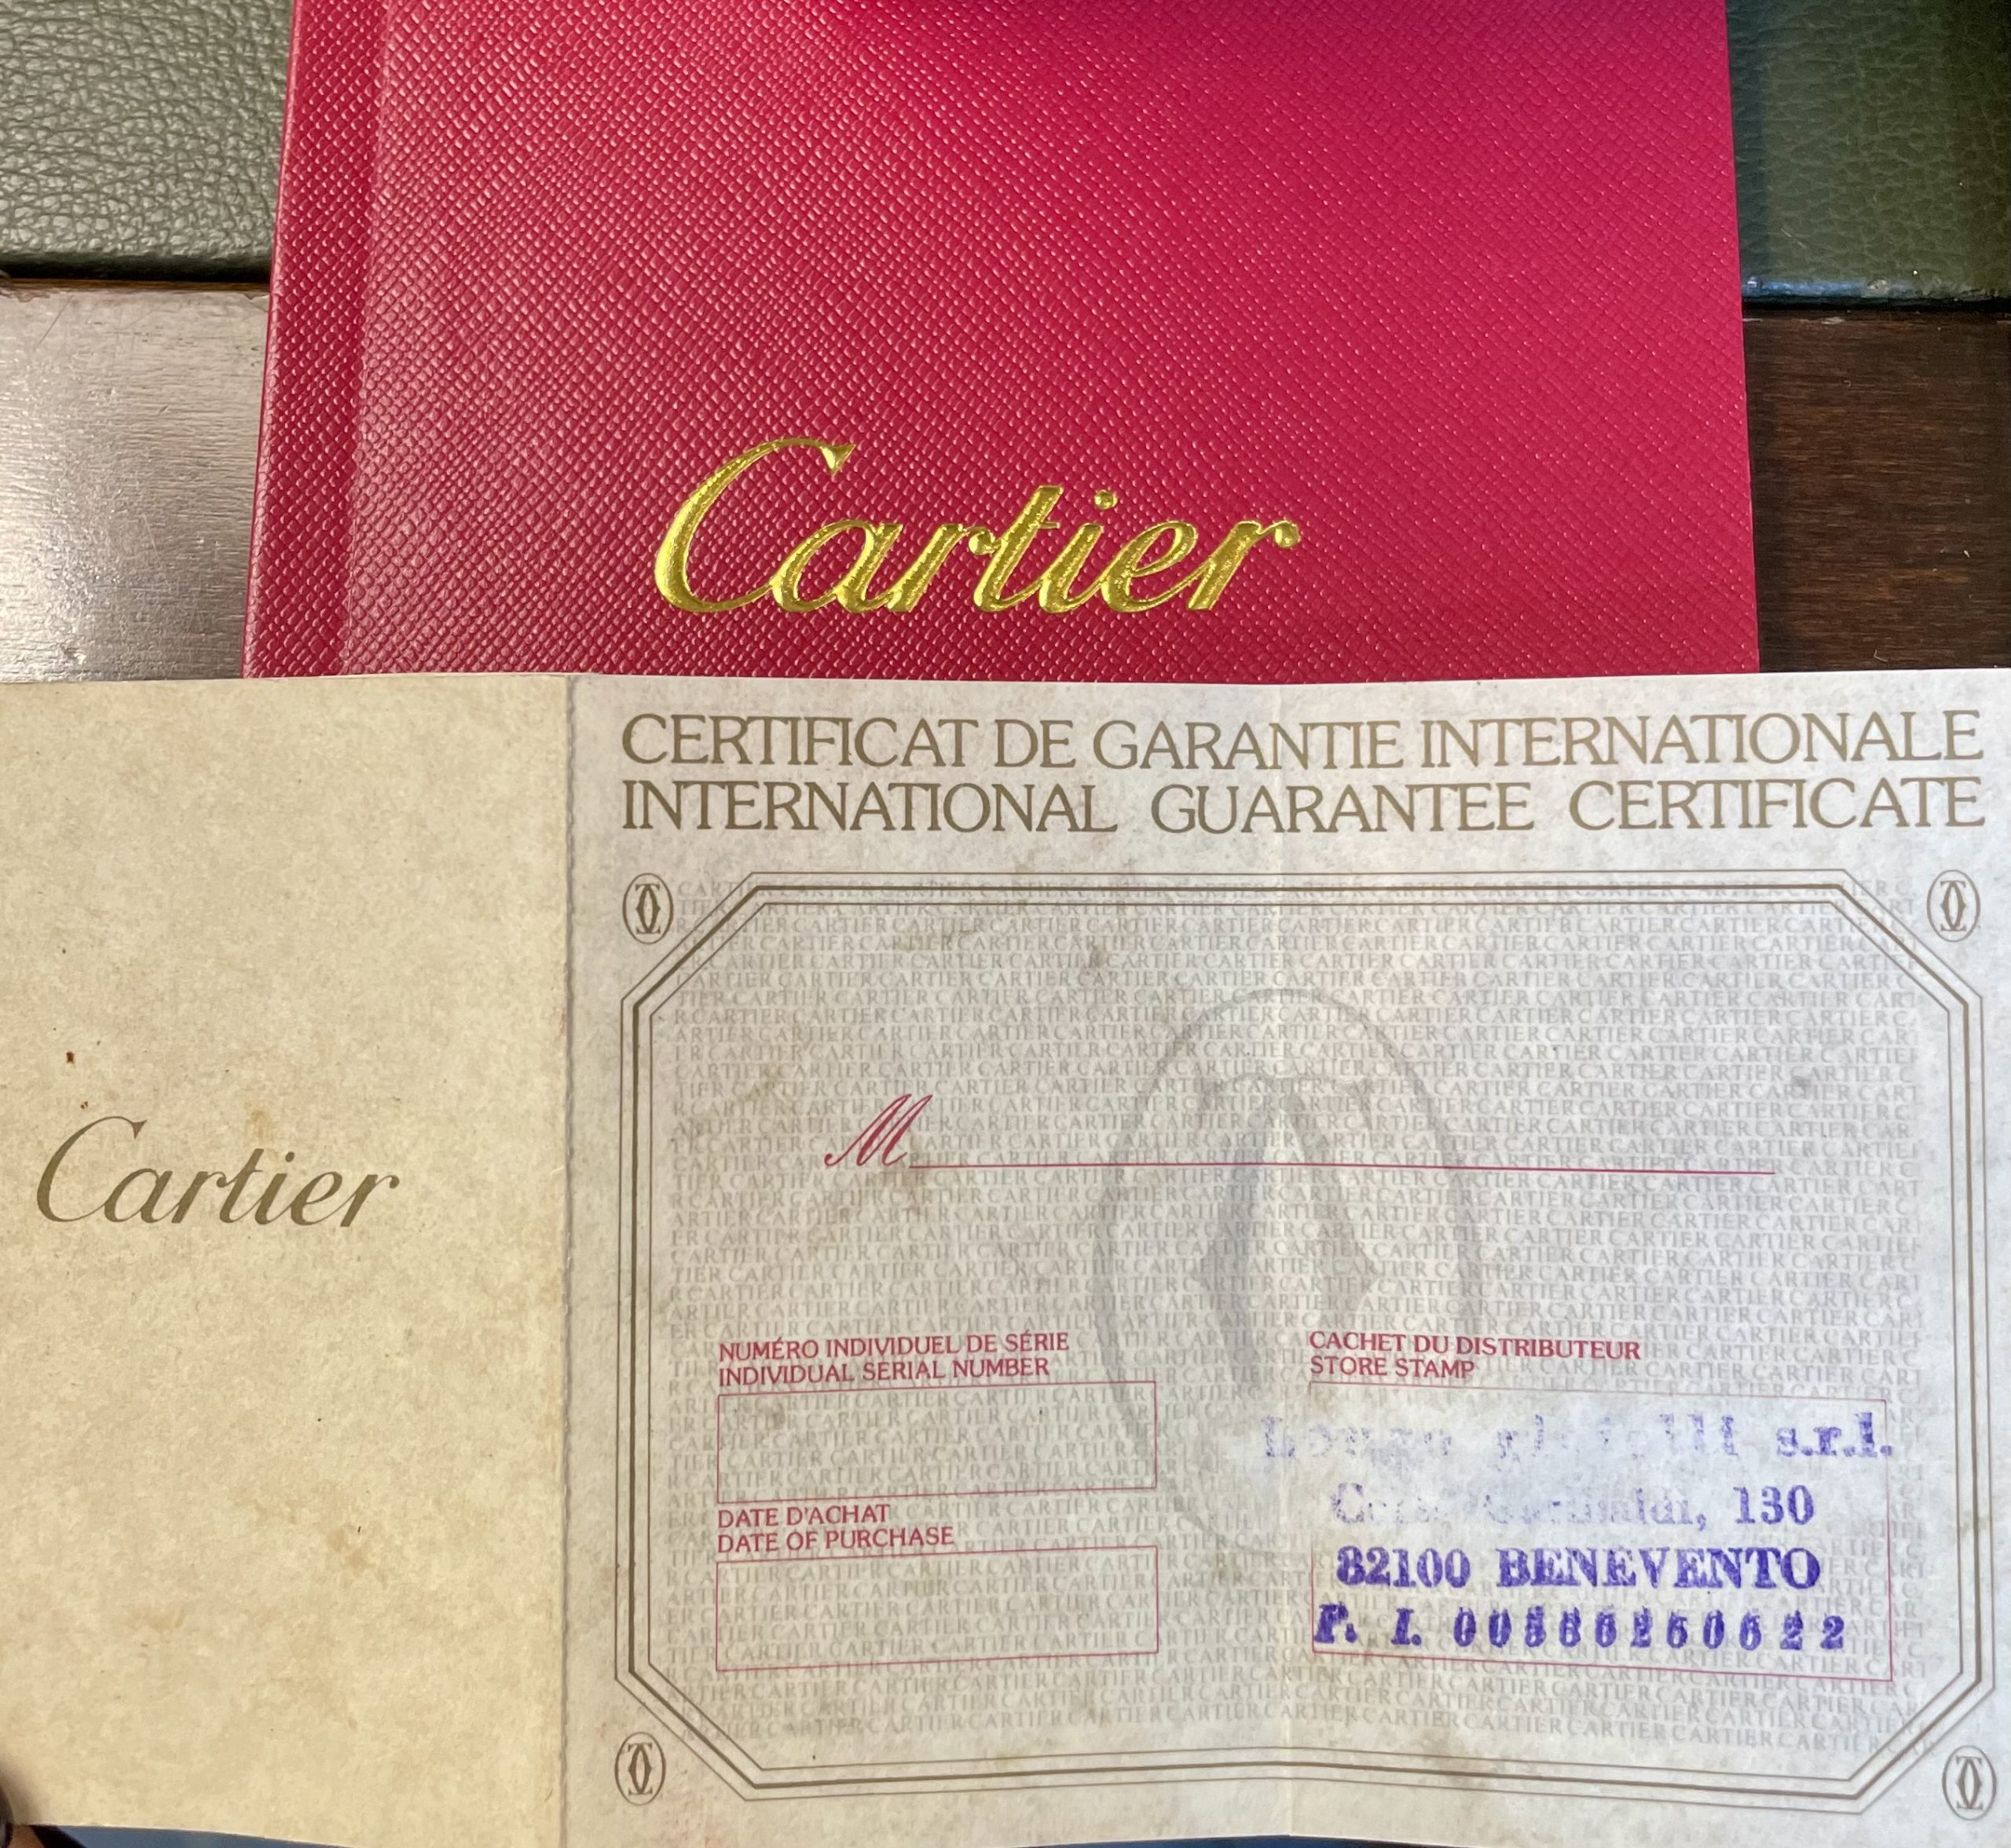 Cartier
CERTIFICAT DE GARANTIE INTERNATIONALE
INTERNATIONAL GUARANTEE CERTIFICATE
Cartier
M
NUMÉRO INDIVIDUEL DE SÉRIE
INDIVIDUAL SERIAL NUMBER
CACHET DU DISTRIBUTEUR
STORE STAMP
s.r.l.
130
82100 BENEVENTO
P. I.
DATE D'ACHAT
DATE OF PURCHASE